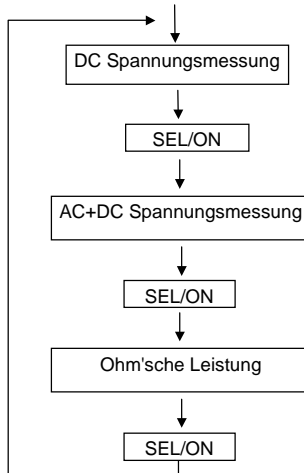 DC Spannungsmessung
SEL/ON
AC+DC Spannungsmessung
SEL/ON
Ohm'sche Leistung
SEL/ON